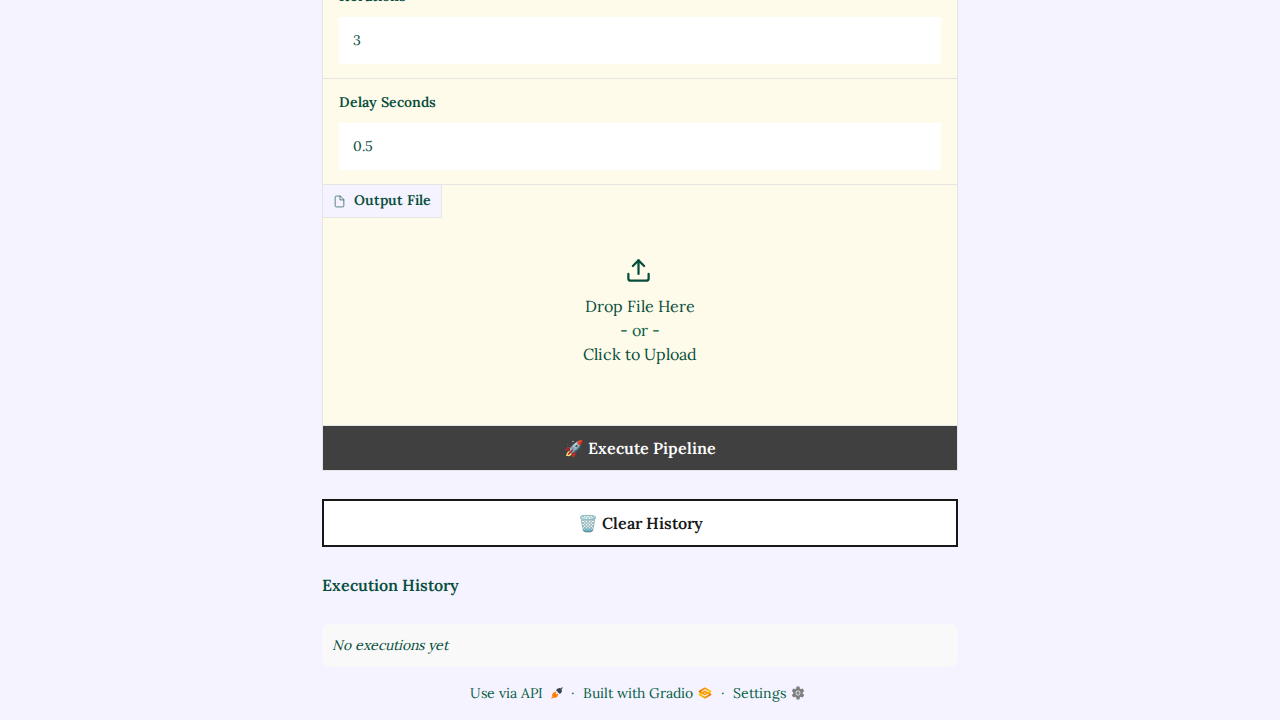 3
Delay Seconds
0.5
Output File
Drop File Here
- or -
Click to Upload
🚀 Execute Pipeline
🗑️ Clear History
Execution History
No executions yet
Use via API · Built with Gradio · Settings